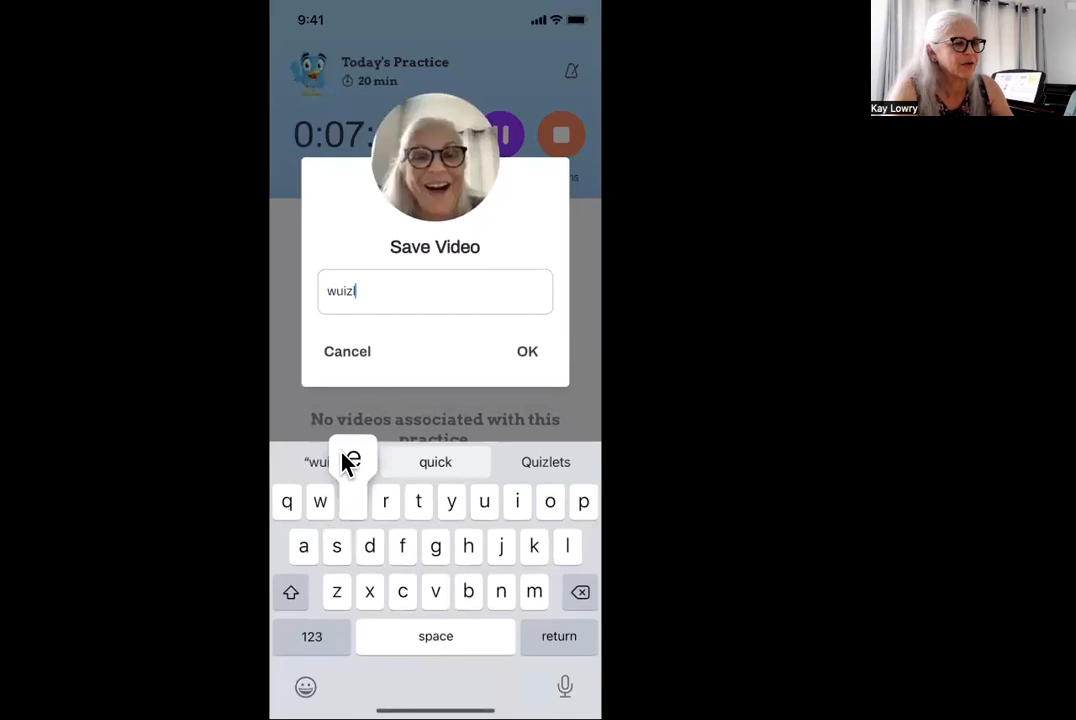 9:41
Today's Practice
20 min
0:07:
Kay Lowry
Save Video
wuizl
Cancel
OK
No videos associated with this
practice
"wui
e
quick
Quizlets
q w r t y u i o p
a s d f g h j k l
z x c v b n m
123
space
return